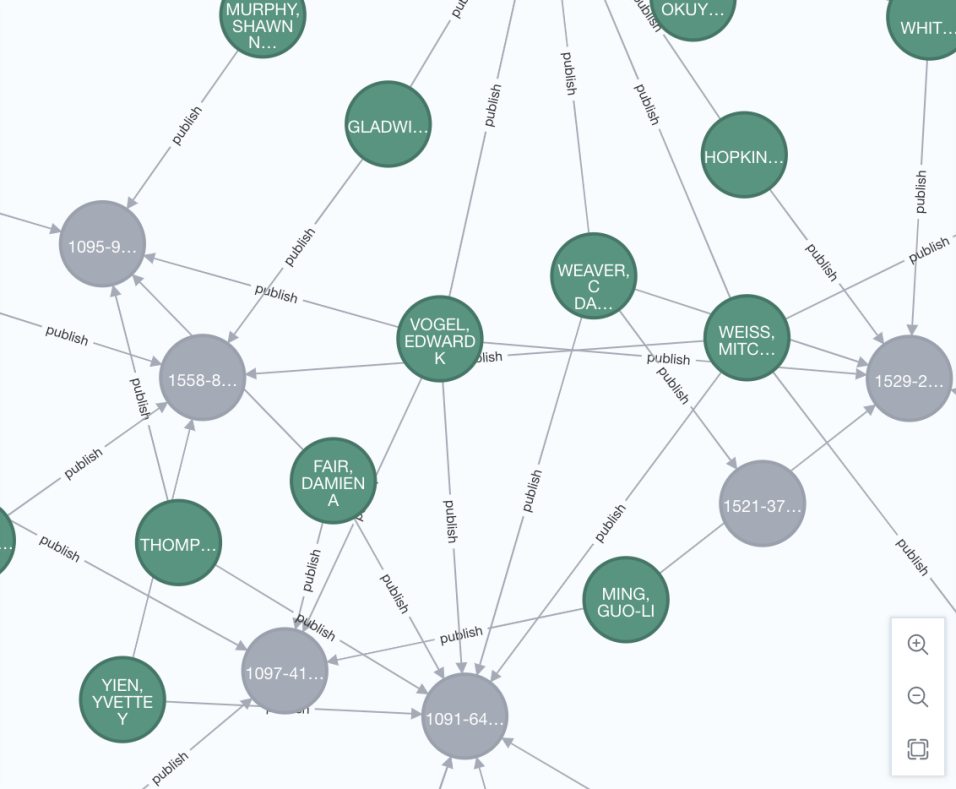 MURPHY,
SHAWN
N...
OKUY...
WHIT...
publish
publish
publish
publish
GLADWI...
publish
HOPKIN...
publish
publish
1095-9...
publish
publish
publish
WEAVER,
C
DA...
publish
VOGEL,
EDWARD
K
WEISS,
MITC...
publish
publish
1558-8...
1529-2...
publish
publish
publish
FAIR,
DAMIEN
A
publish
1521-37...
publish
publish
publish
THOMP...
publish
publish
publish
publish
MING,
GUO-LI
publish
publish
1097-41...
YIEN,
YVETTE
Y
1091-64...
publish